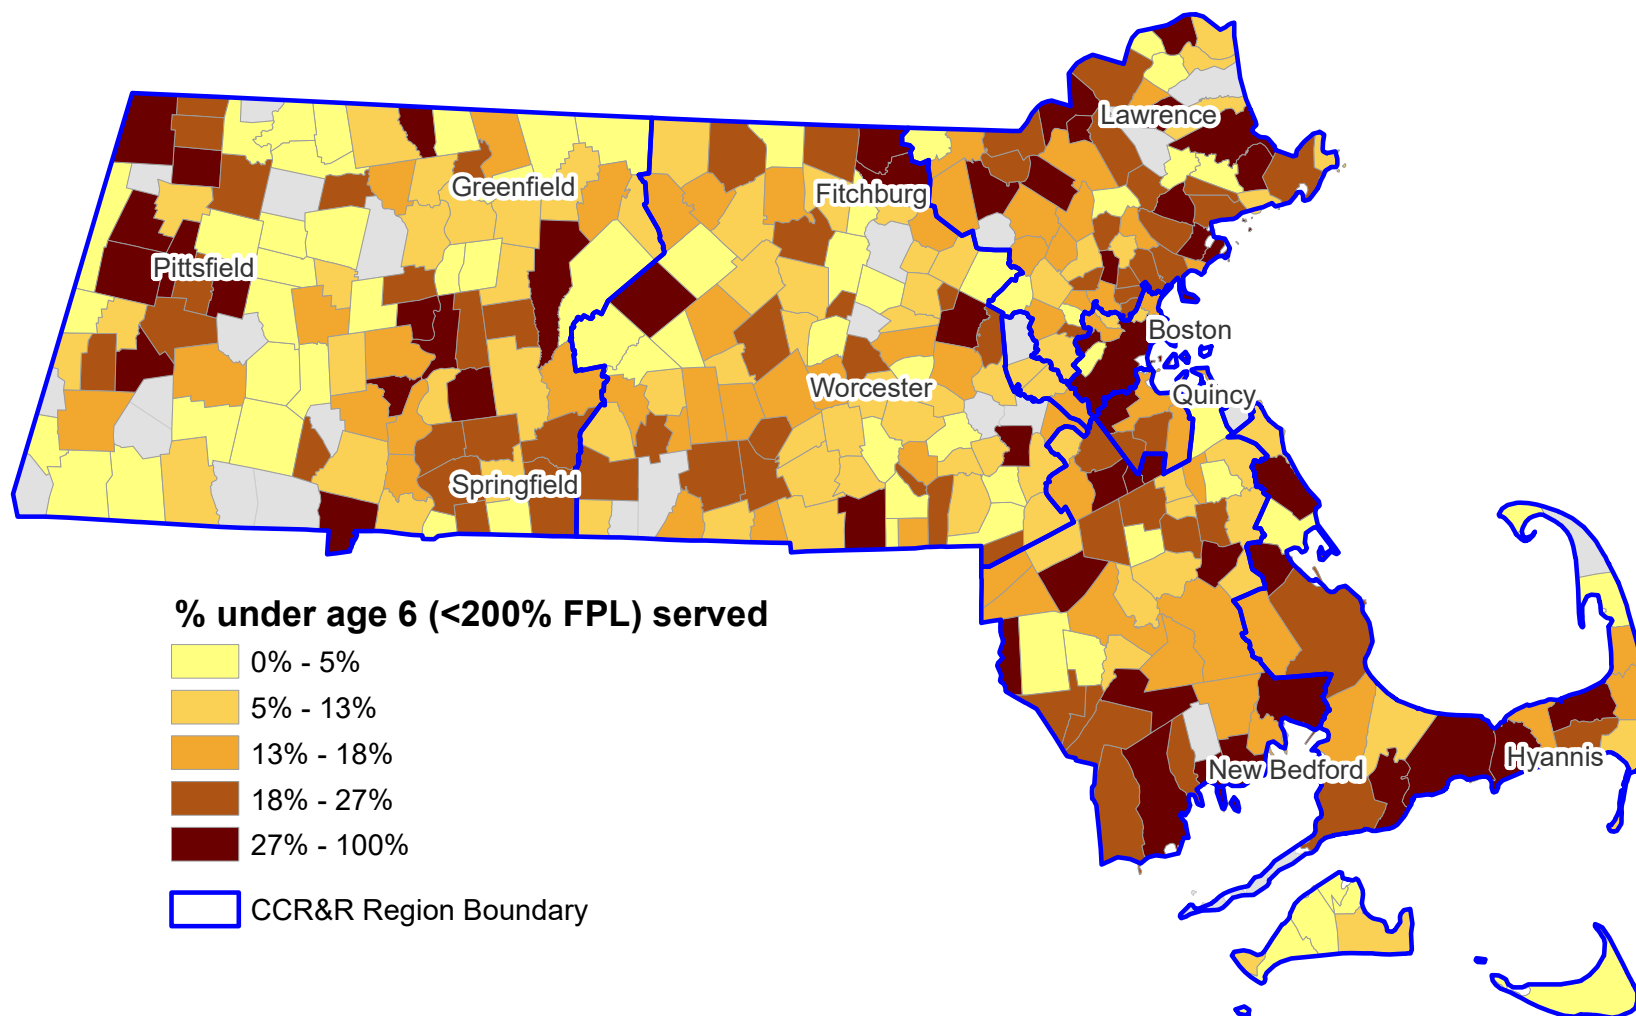 Lawrence
Greenfield
Fitchburg
Pittsfield
Boston
Worcester
Quincy
Springfield
% under age 6 (<200% FPL) served
0% - 5%
5% - 13%
13% - 18%
18% - 27%
27% - 100%
CCR&R Region Boundary
Hyannis
New Bedford